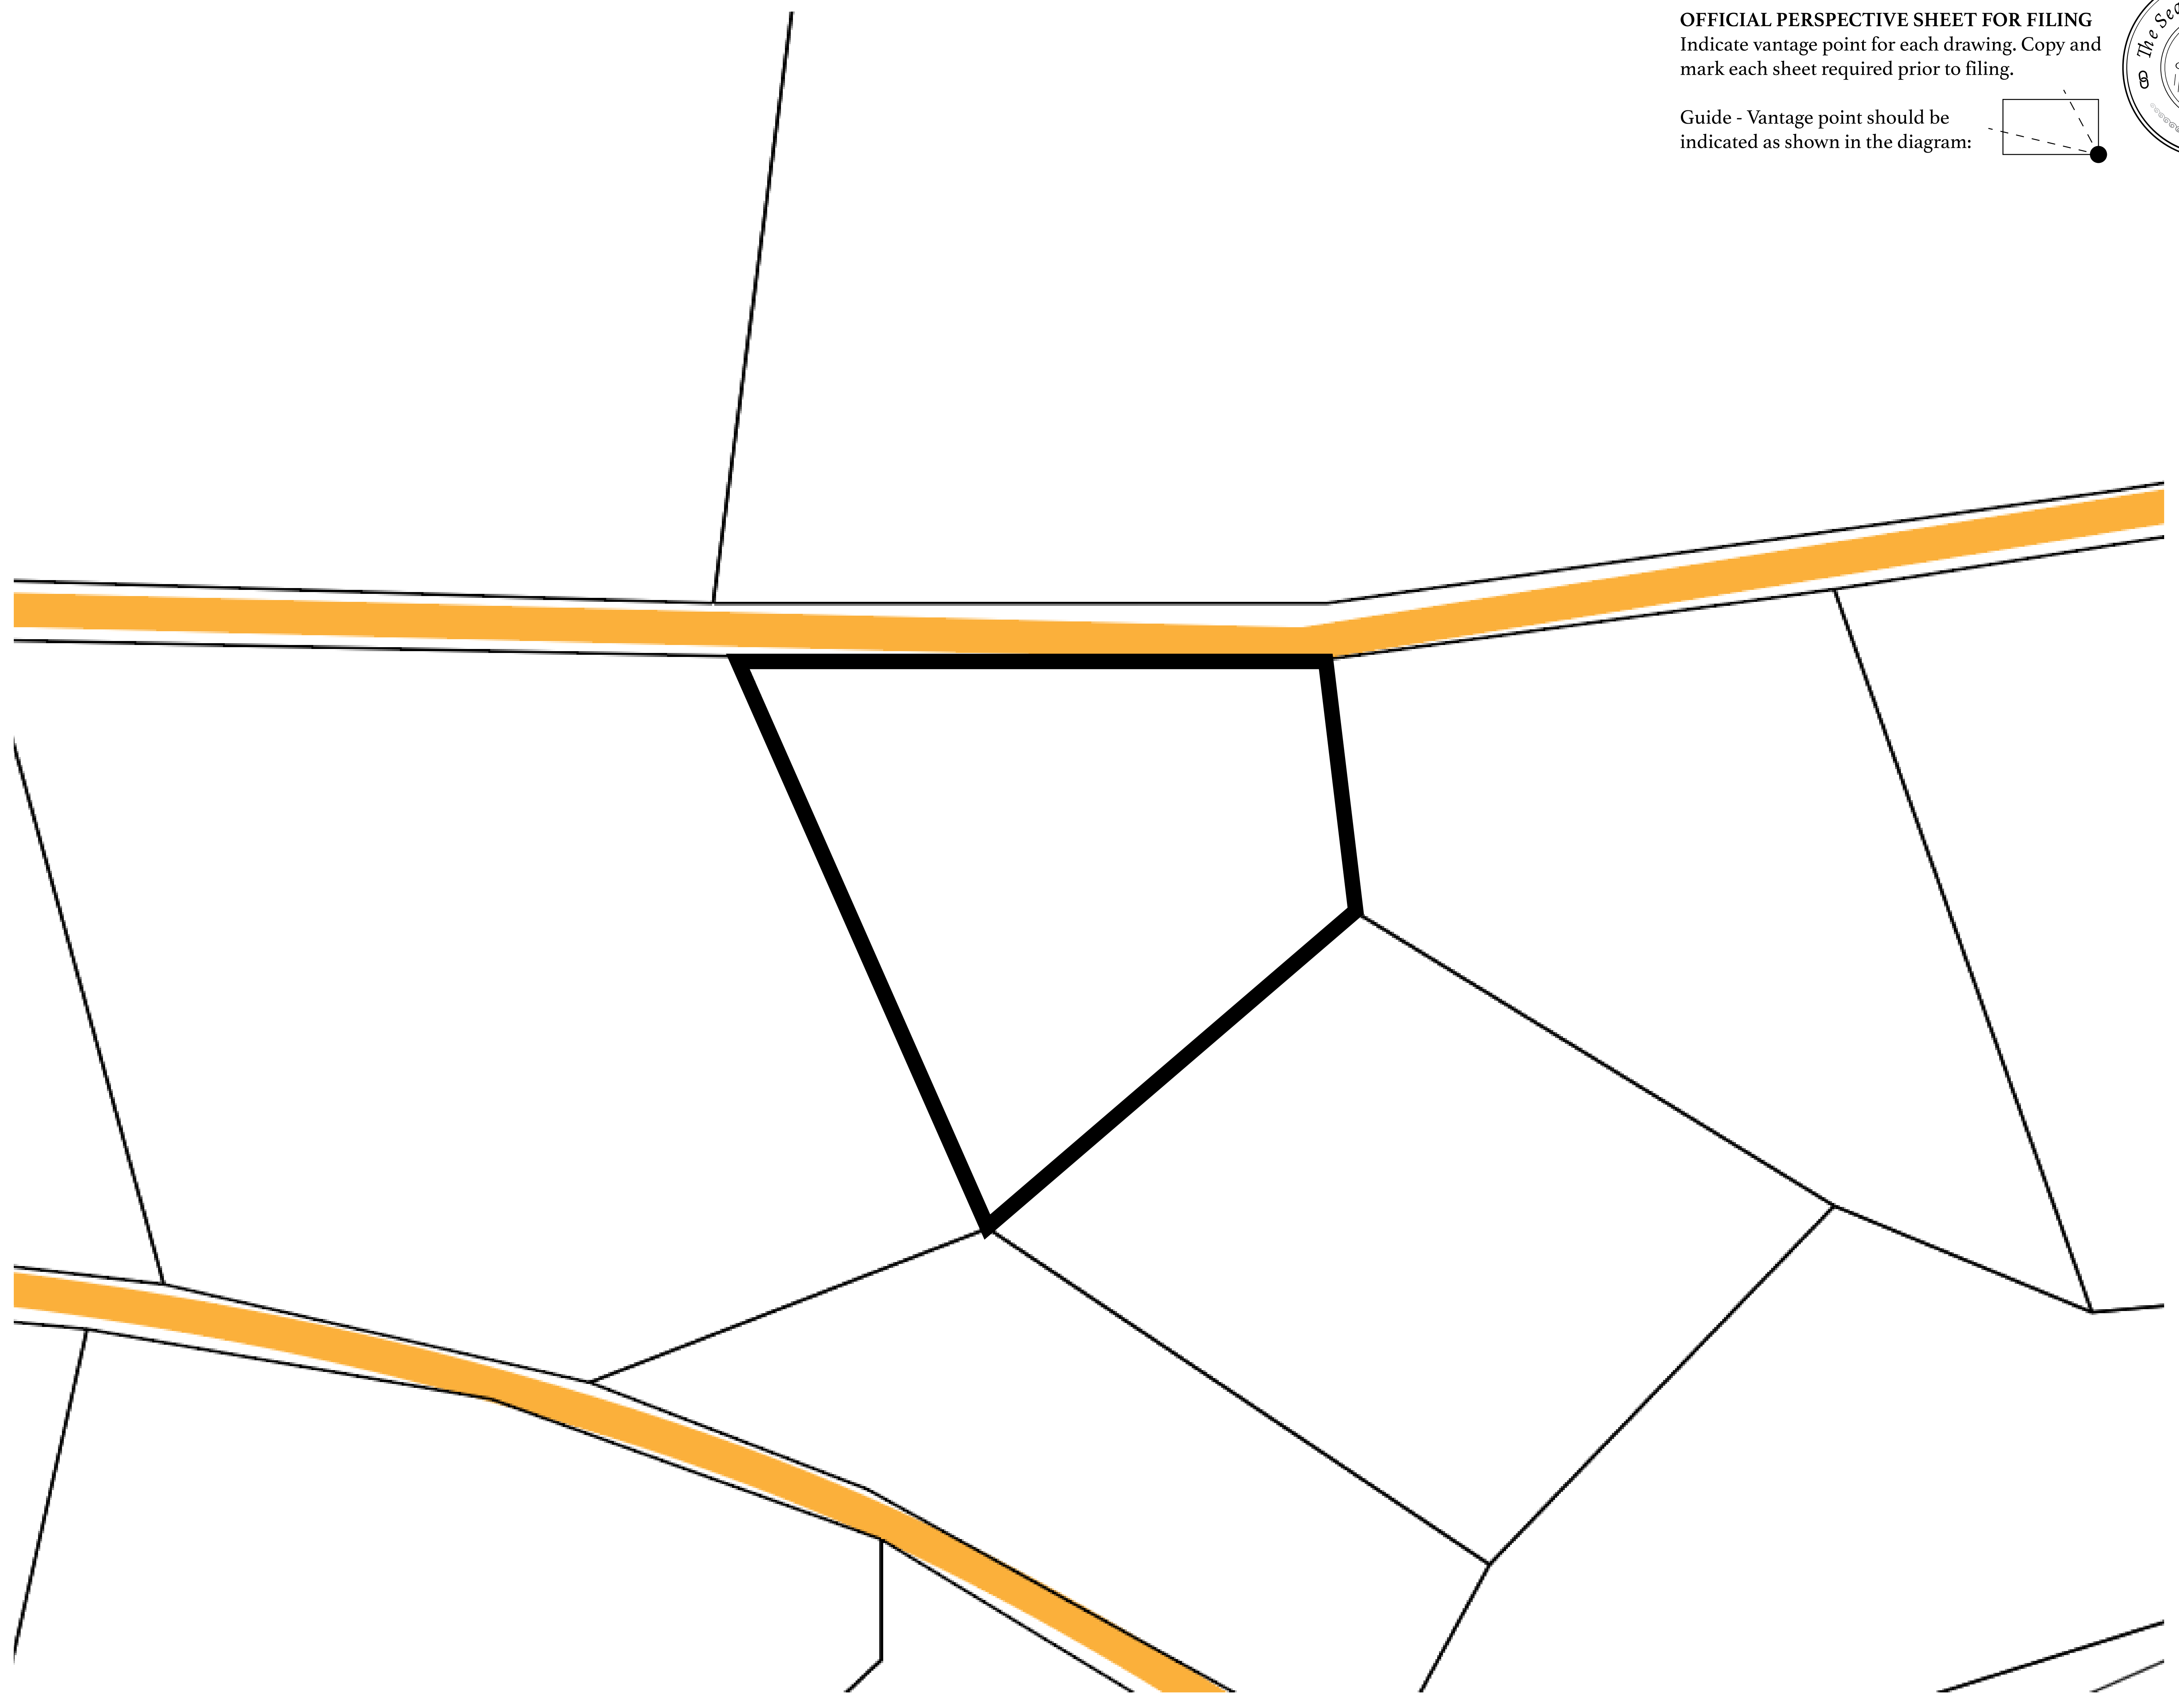 OFFICIAL PERSPECTIVE SHEET FOR FILING
Indicate vantage point for each drawing. Copy and
mark each sheet required prior to filing.
Guide - Vantage point should be
indicated as shown in the diagram:
The